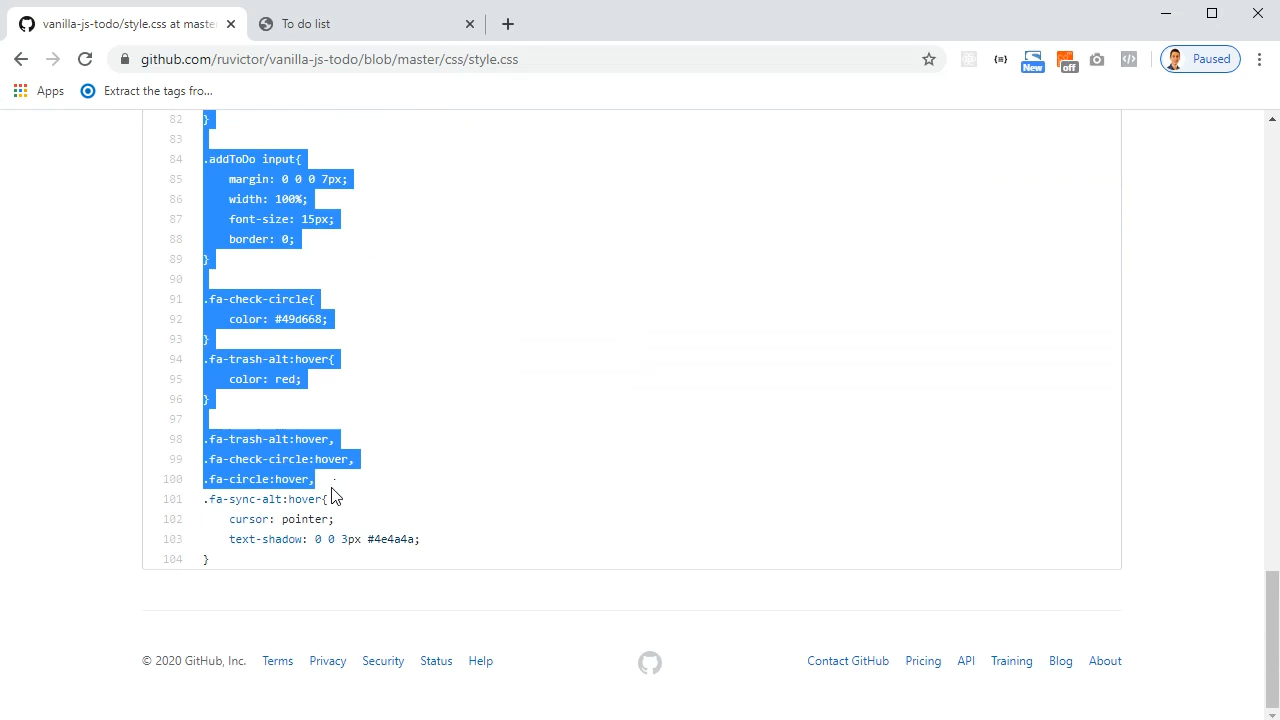 vanilla-js-todo/style.css at maste
To do list
github.com/ruvictor/vanilla-js-todo/blob/master/css/style.css
New
off
Paused
Apps
Extract the tags fro...
82 }
83
84 .addToDo input{
85 margin: 0 0 0 7px;
86 width: 100%;
87 font-size: 15px;
88 border: 0;
89 }
90
91 .fa-check-circle{
92 color: #49d668;
93 }
94 .fa-trash-alt:hover{
95 color: red;
96 }
97
98 .fa-trash-alt:hover,
99 .fa-check-circle:hover,
100 .fa-circle:hover,
101 .fa-sync-alt:hover{
102 cursor: pointer;
103 text-shadow: 0 0 3px #4e4a4a;
104 }
© 2020 GitHub, Inc. Terms Privacy Security Status Help Contact GitHub Pricing API Training Blog About